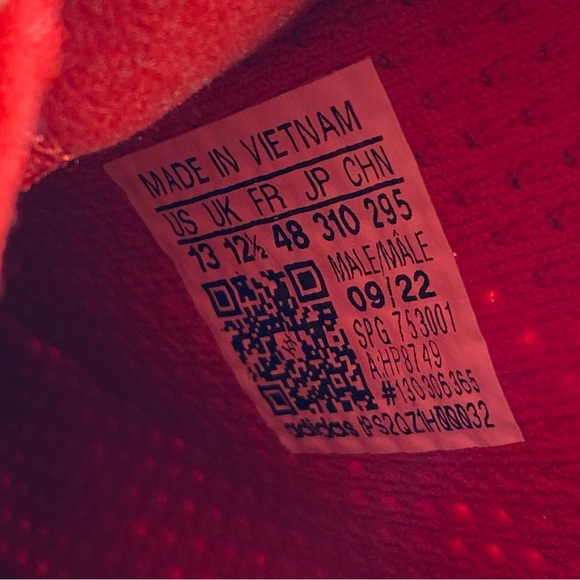 MADE IN VIETNAM
US UK FR JP CHN
13 12½ 48 310 295
MALE/MÂLE
09/22
SPG 753001
A:HP8749
#130306365
adidas IPS2QZ1H00032